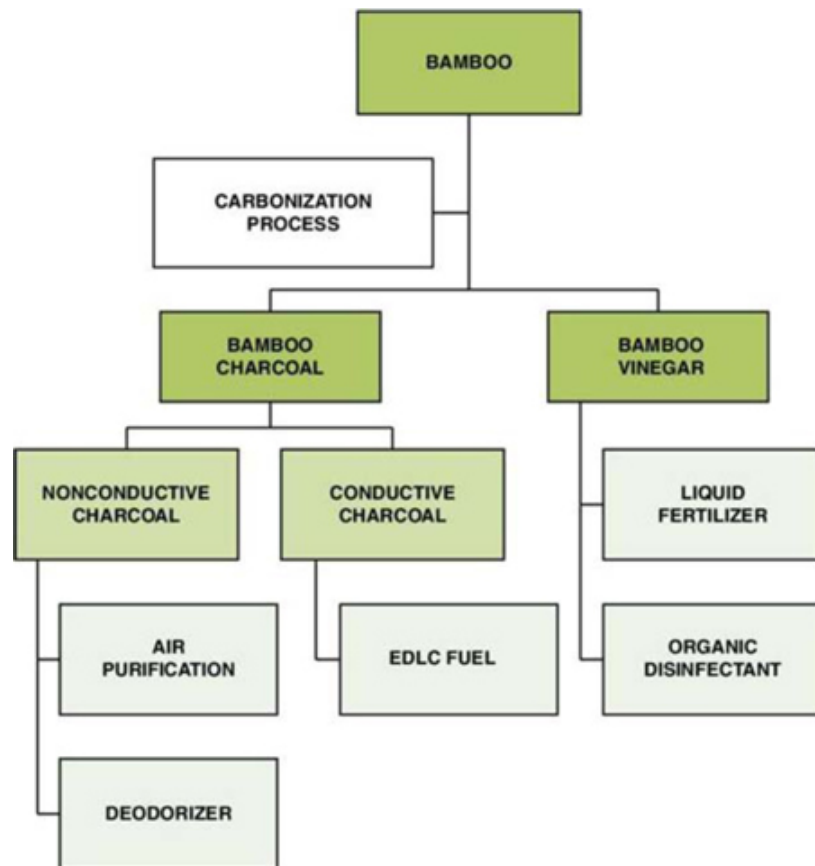 BAMBOO
CARBONIZATION
PROCESS
BAMBOO
CHARCOAL
BAMBOO
VINEGAR
NONCONDUCTIVE
CHARCOAL
CONDUCTIVE
CHARCOAL
LIQUID
FERTILIZER
AIR
PURIFICATION
EDLC FUEL
ORGANIC
DISINFECTANT
DEODORIZER